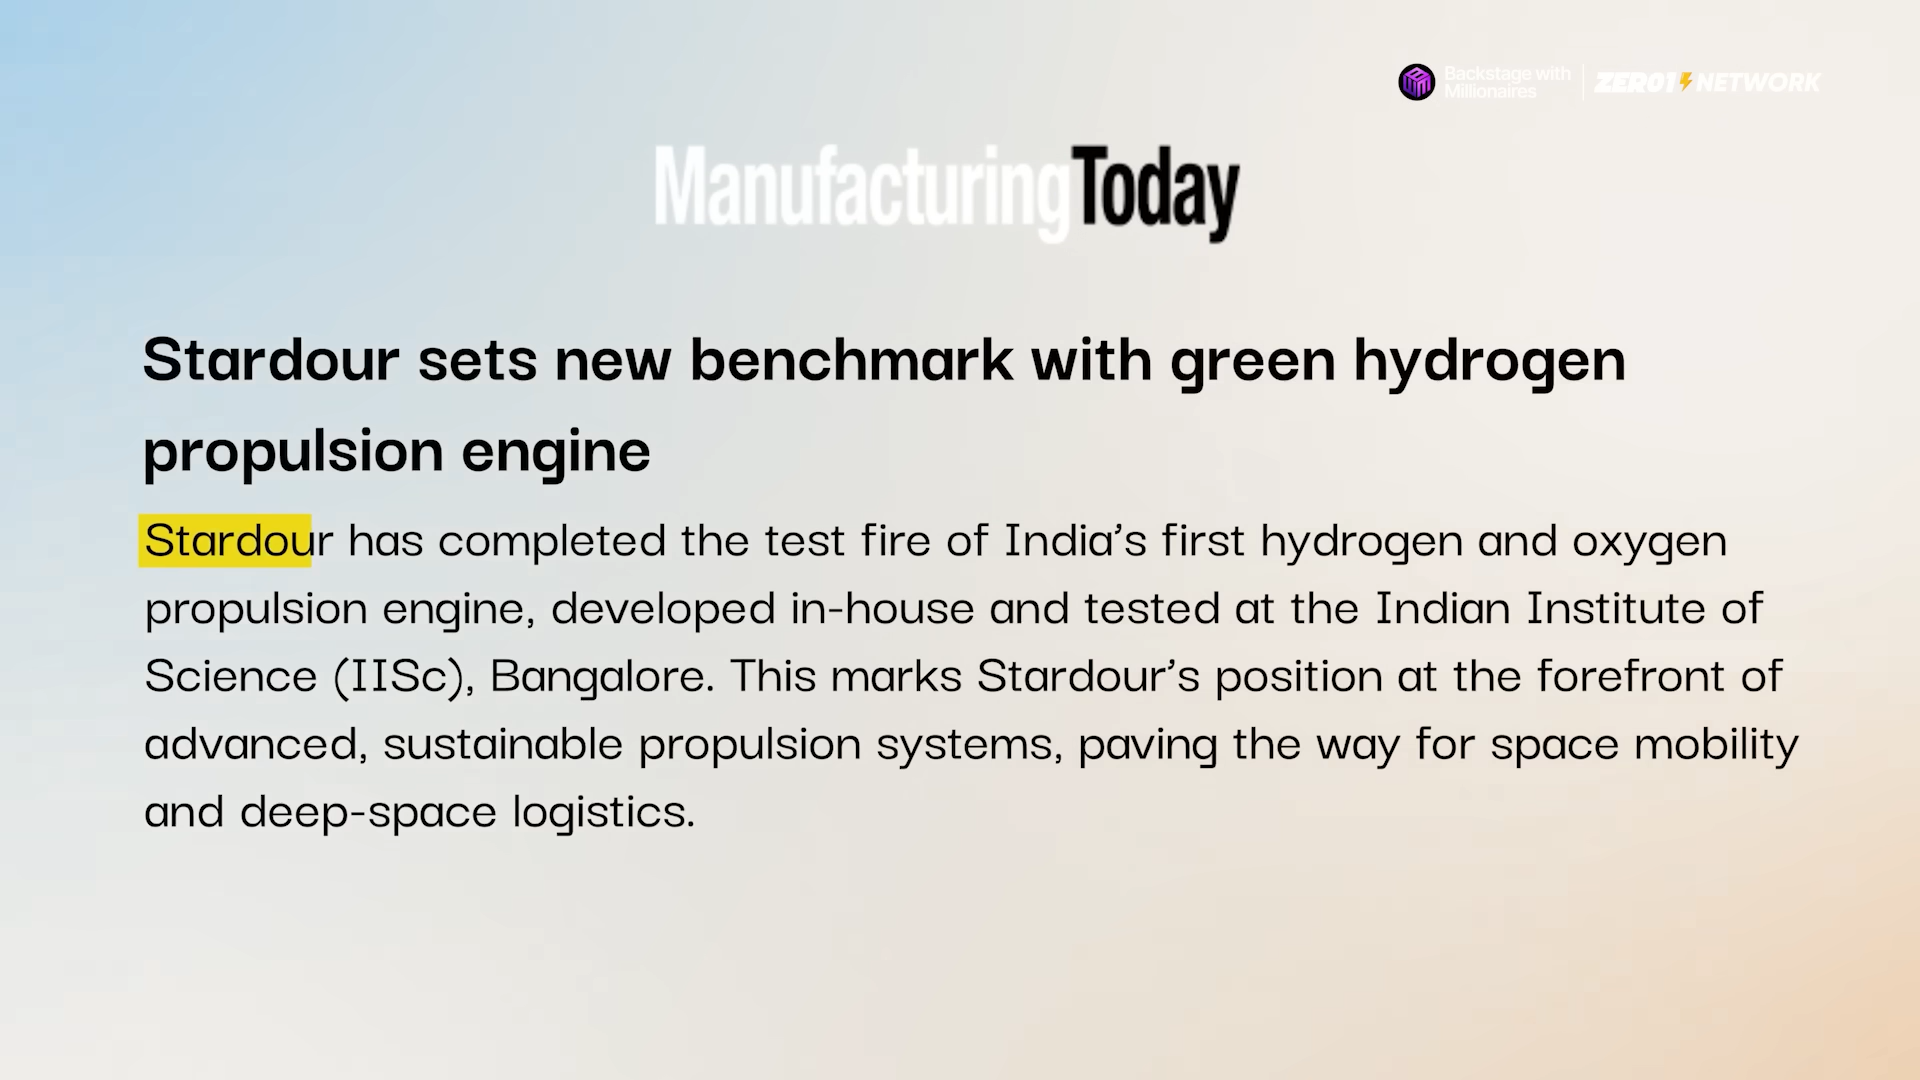 Backstage with
Millionaires
ZERO1 NETWORK
ManufacturingToday
Stardour sets new benchmark with green hydrogen
propulsion engine
Stardour has completed the test fire of India’s first hydrogen and oxygen
propulsion engine, developed in-house and tested at the Indian Institute of
Science (IISc), Bangalore. This marks Stardour’s position at the forefront of
advanced, sustainable propulsion systems, paving the way for space mobility
and deep-space logistics.